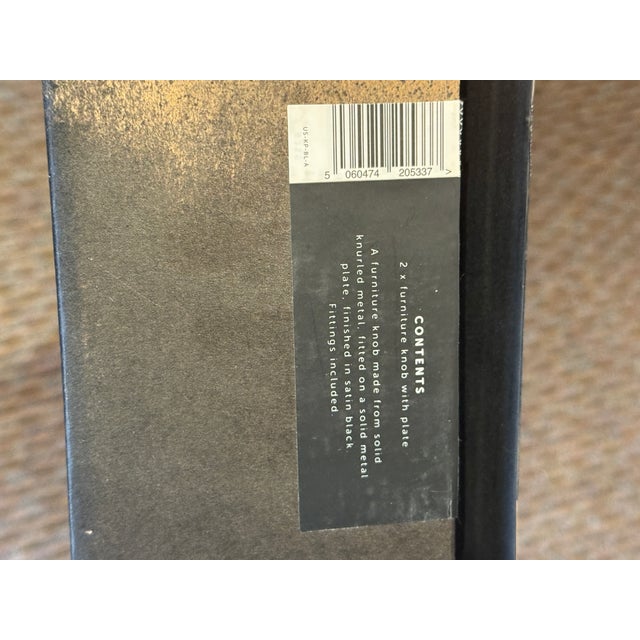 US-KP-BL-A
5 060474 205337 >
CONTENTS
2 x furniture knob with plate
A furniture knob made from solid
knurled metal, fitted on a solid metal
plate, finished in satin black.
Fittings included.